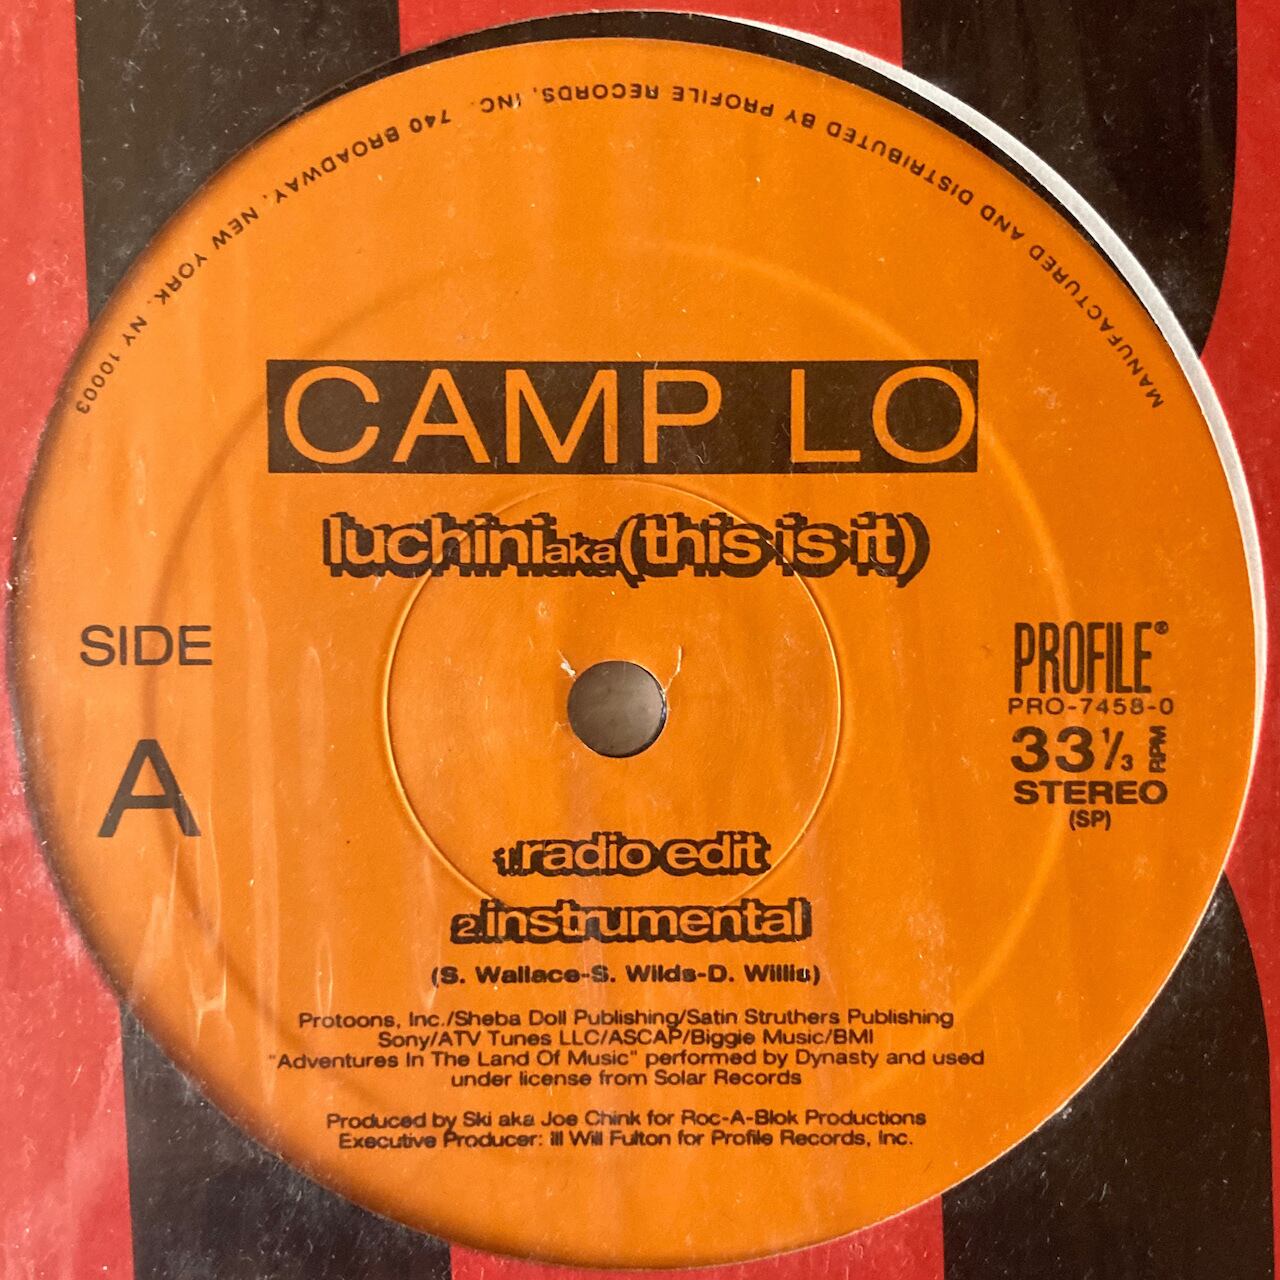 MANUFACTURED AND DISTRIBUTED BY PROFILE RECORDS, INC. 740 BROADWAY, NEW YORK, NY 10003
CAMP LO
luchini aka (this is it)
SIDE
A
PROFILE®
PRO-7458-0
33 1/3 RPM
STEREO
(SP)
1. radio edit
2. instrumental
(S. Wallace-S. Wilds-D. Willis)
Protoons, Inc./Sheba Doll Publishing/Satin Struthers Publishing
Sony/ATV Tunes LLC/ASCAP/Biggie Music/BMI
"Adventures In The Land Of Music" performed by Dynasty and used
under license from Solar Records
Produced by Ski aka Joe Chink for Roc-A-Blok Productions
Executive Producer: ill Will Fulton for Profile Records, Inc.